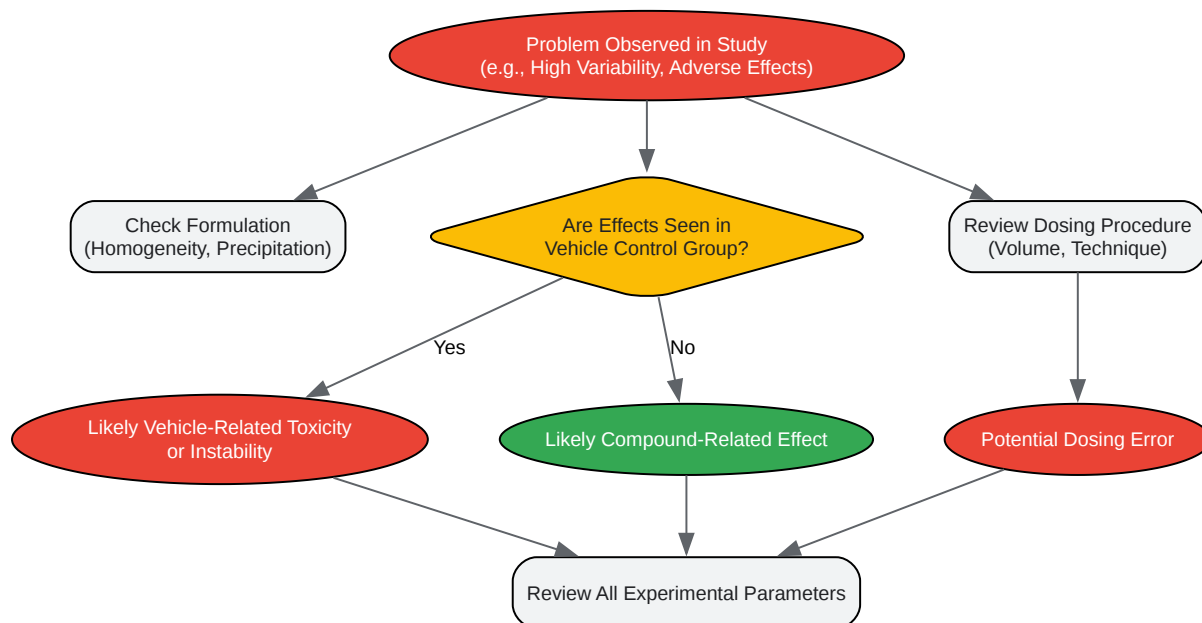 Problem Observed in Study
(e.g., High Variability, Adverse Effects)
Check Formulation
(Homogeneity, Precipitation)
Are Effects Seen in
Vehicle Control Group?
Review Dosing Procedure
(Volume, Technique)
Yes
No
Likely Vehicle-Related Toxicity
or Instability
Likely Compound-Related Effect
Potential Dosing Error
Review All Experimental Parameters